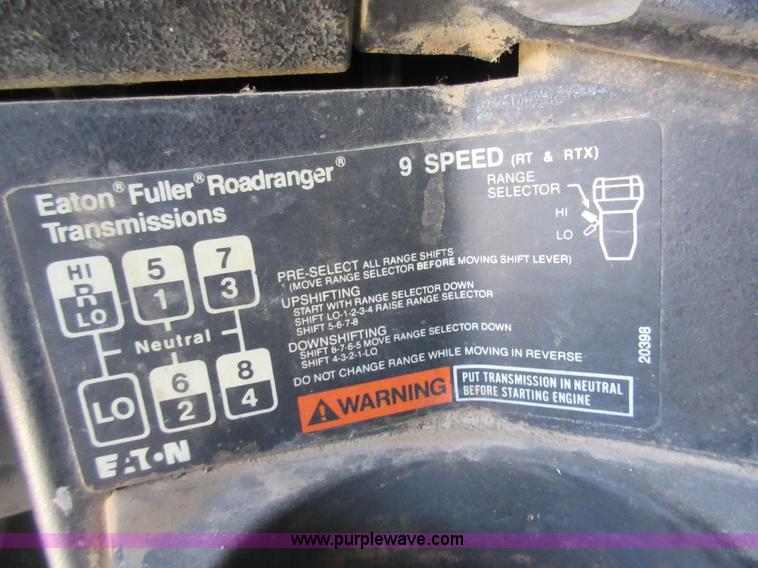 Eaton® Fuller® Roadranger®
Transmissions
9 SPEED (RT & RTX)
RANGE
SELECTOR
HI
LO
HI
R
LO
5
1
7
3
Neutral
LO
6
2
8
4
EATON
PRE-SELECT ALL RANGE SHIFTS
(MOVE RANGE SELECTOR BEFORE MOVING SHIFT LEVER)
UPSHIFTING
START WITH RANGE SELECTOR DOWN
SHIFT LO-1-2-3-4 RAISE RANGE SELECTOR
SHIFT 5-6-7-8
DOWNSHIFTING
SHIFT 8-7-6-5 MOVE RANGE SELECTOR DOWN
SHIFT 4-3-2-1-LO
DO NOT CHANGE RANGE WHILE MOVING IN REVERSE
WARNING
PUT TRANSMISSION IN NEUTRAL
BEFORE STARTING ENGINE
20398
www.purplewave.com